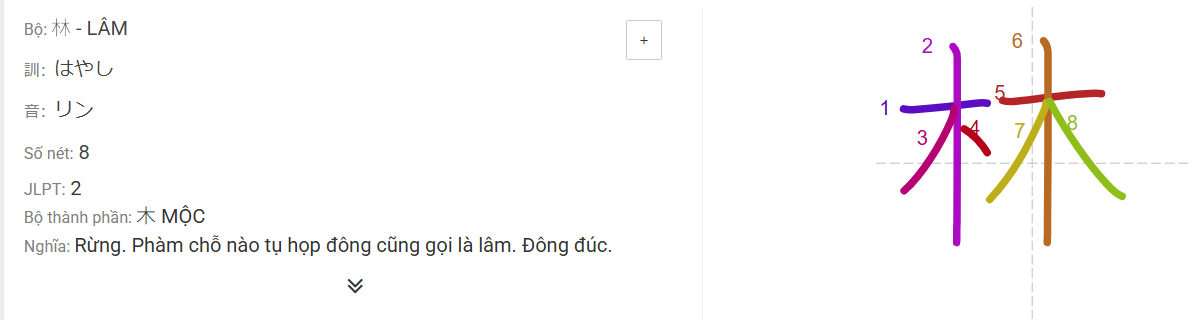 Bộ: 林 - LÂM
+
訓: はやし
音: リン
Số nét: 8
JLPT: 2
Bộ thành phần: 木 MỘC
Nghĩa: Rừng. Phàm chỗ nào tụ họp đông cũng gọi là lâm. Đông đúc.
林
1
2
3
4
5
6
7
8